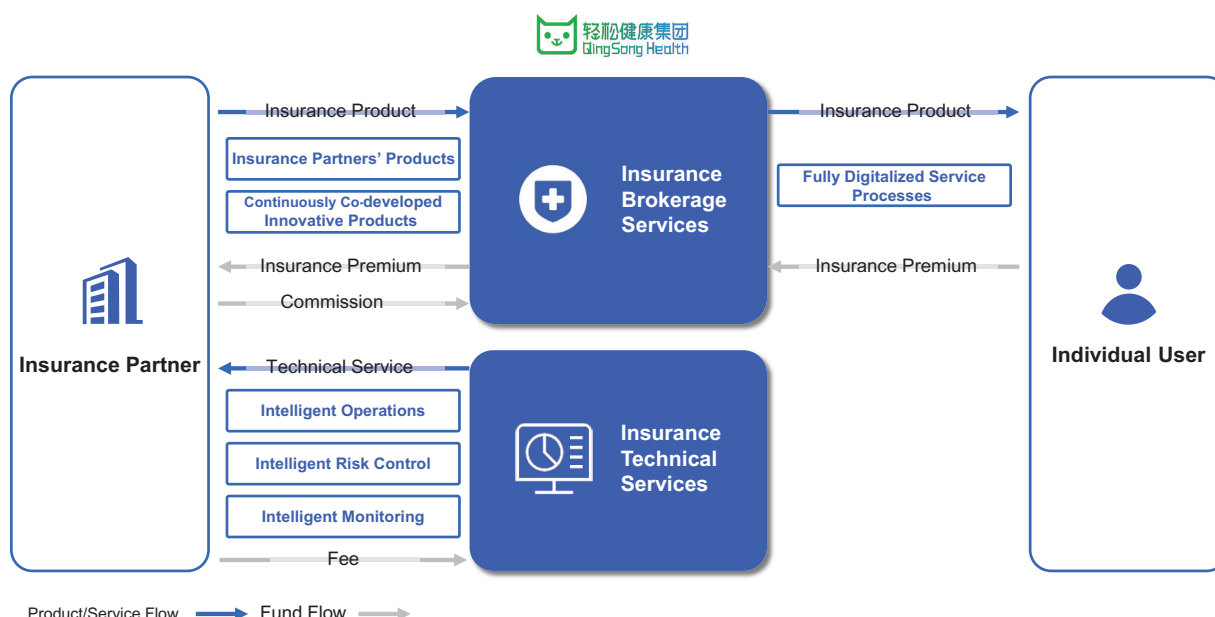 轻松健康集团
QingSong Health
Insurance Product
Insurance Partners’ Products
Continuously Co-developed
Innovative Products
Insurance Premium
Commission
Insurance Partner
Technical Service
Intelligent Operations
Intelligent Risk Control
Intelligent Monitoring
Fee
Insurance
Brokerage
Services
Insurance
Technical
Services
Insurance Product
Fully Digitalized Service
Processes
Insurance Premium
Individual User
Product/Service Flow
Fund Flow